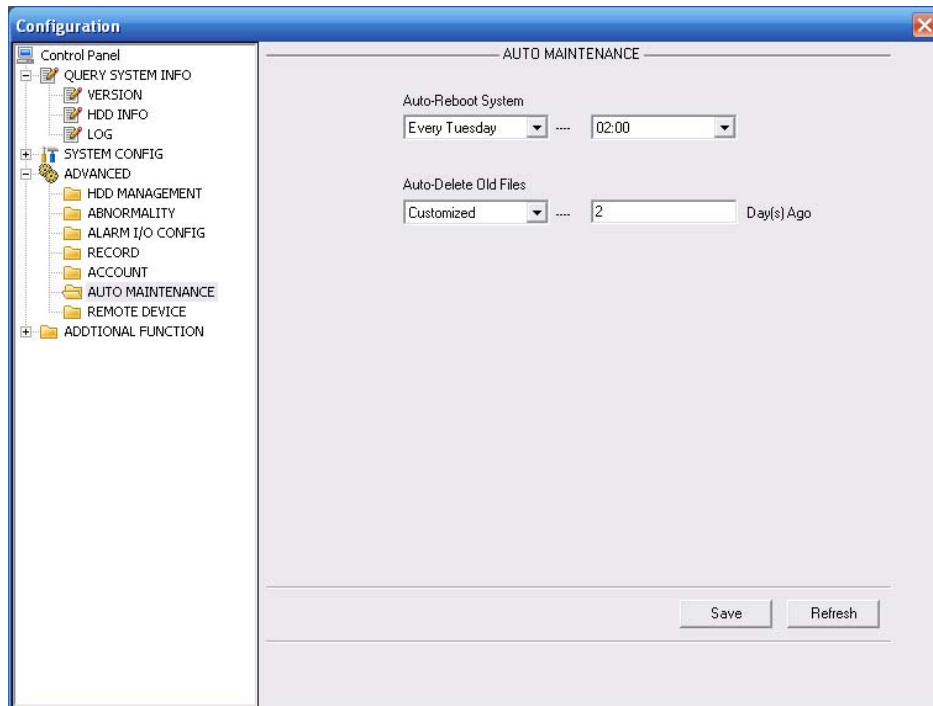 Configuration
Control Panel
QUERY SYSTEM INFO
VERSION
HDD INFO
LOG
SYSTEM CONFIG
ADVANCED
HDD MANAGEMENT
ABNORMALITY
ALARM I/O CONFIG
RECORD
ACCOUNT
AUTO MAINTENANCE
REMOTE DEVICE
ADDTIONAL FUNCTION
AUTO MAINTENANCE
Auto-Reboot System
Every Tuesday ---- 02:00
Auto-Delete Old Files
Customized ---- 2 Day(s) Ago
Save Refresh